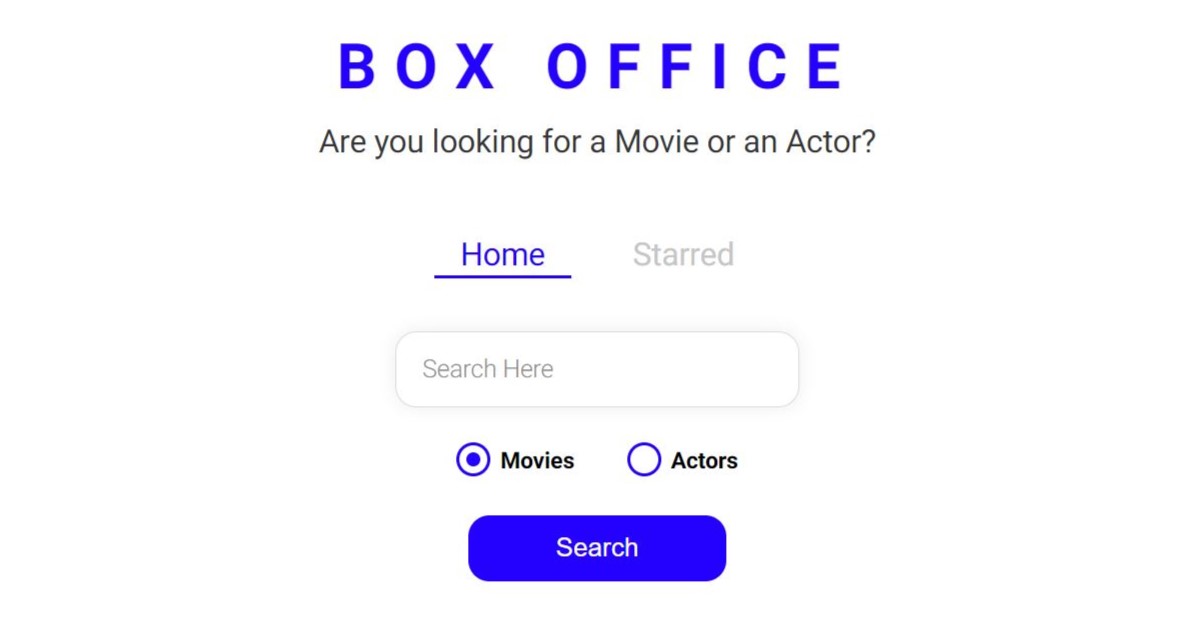 BOX OFFICE
Are you looking for a Movie or an Actor?
Home Starred
Search Here
Movies Actors
Search